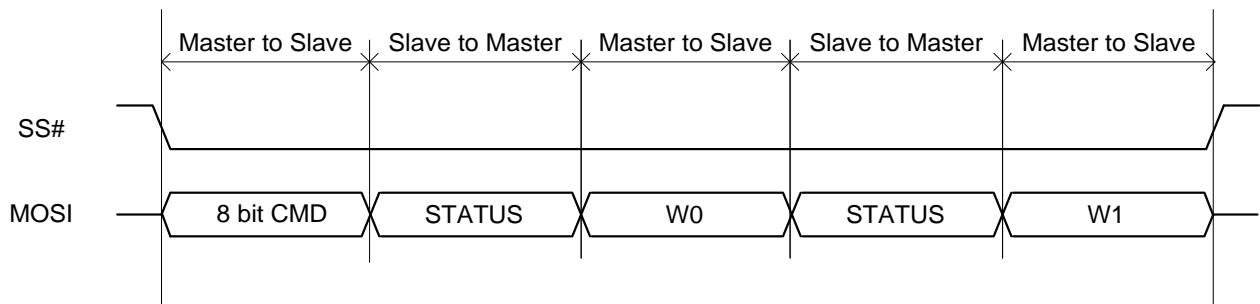 Master to Slave Slave to Master Master to Slave Slave to Master Master to Slave
SS#
MOSI 8 bit CMD STATUS W0 STATUS W1